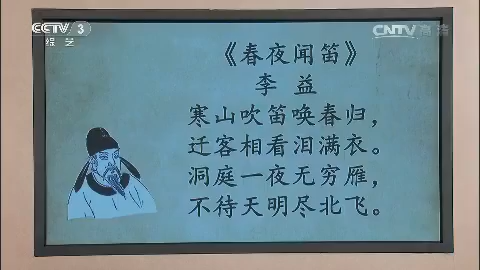 CCTV 3
综艺
CNTV 高清
《春夜闻笛》
李益
寒山吹笛唤春归，
迁客相看泪满衣。
洞庭一夜无穷雁，
不待天明尽北飞。